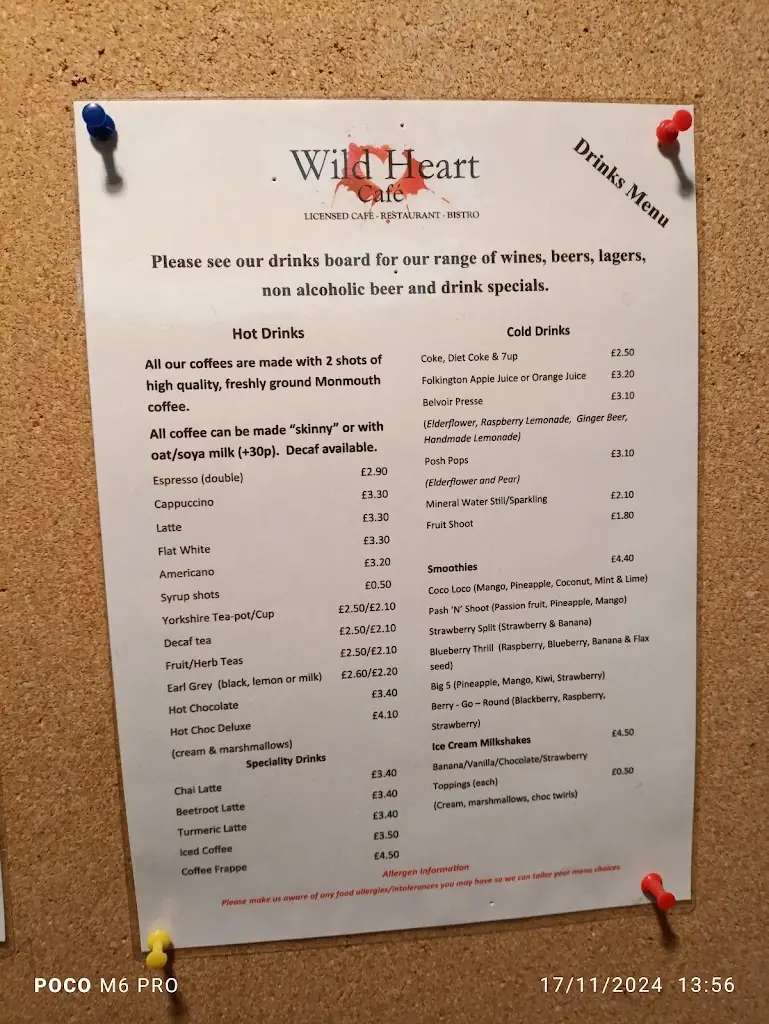 Wild Heart
Café
LICENSED CAFÉ - RESTAURANT - BISTRO
Drinks Menu
Please see our drinks board for our range of wines, beers, lagers,
non alcoholic beer and drink specials.
Hot Drinks
All our coffees are made with 2 shots of
high quality, freshly ground Monmouth
coffee.
All coffee can be made “skinny” or with
oat/soya milk (+30p). Decaf available.
Espresso (double) £2.90
Cappuccino £3.30
Latte £3.30
Flat White £3.30
Americano £3.20
Syrup shots £0.50
Yorkshire Tea-pot/Cup £2.50/£2.10
Decaf tea £2.50/£2.10
Fruit/Herb Teas £2.50/£2.10
Earl Grey (black, lemon or milk) £2.60/£2.20
Hot Chocolate £3.40
Hot Choc Deluxe £4.10
(cream & marshmallows)
Speciality Drinks
Chai Latte £3.40
Beetroot Latte £3.40
Turmeric Latte £3.40
Iced Coffee £3.50
Coffee Frappe £4.50
Cold Drinks
Coke, Diet Coke & 7up £2.50
Folkington Apple Juice or Orange Juice £3.20
Belvoir Presse £3.10
(Elderflower, Raspberry Lemonade, Ginger Beer,
Handmade Lemonade)
Posh Pops £3.10
(Elderflower and Pear)
Mineral Water Still/Sparkling £2.10
Fruit Shoot £1.80
Smoothies £4.40
Coco Loco (Mango, Pineapple, Coconut, Mint & Lime)
Pash ‘N’ Shoot (Passion fruit, Pineapple, Mango)
Strawberry Split (Strawberry & Banana)
Blueberry Thrill (Raspberry, Blueberry, Banana & Flax
seed)
Big 5 (Pineapple, Mango, Kiwi, Strawberry)
Berry - Go – Round (Blackberry, Raspberry,
Strawberry)
Ice Cream Milkshakes £4.50
Banana/Vanilla/Chocolate/Strawberry
Toppings (each) £0.50
(Cream, marshmallows, choc twirls)
Allergen Information
Please make us aware of any food allergies/intolerances you may have so we can tailor your menu choices
POCO M6 PRO
17/11/2024 13:56